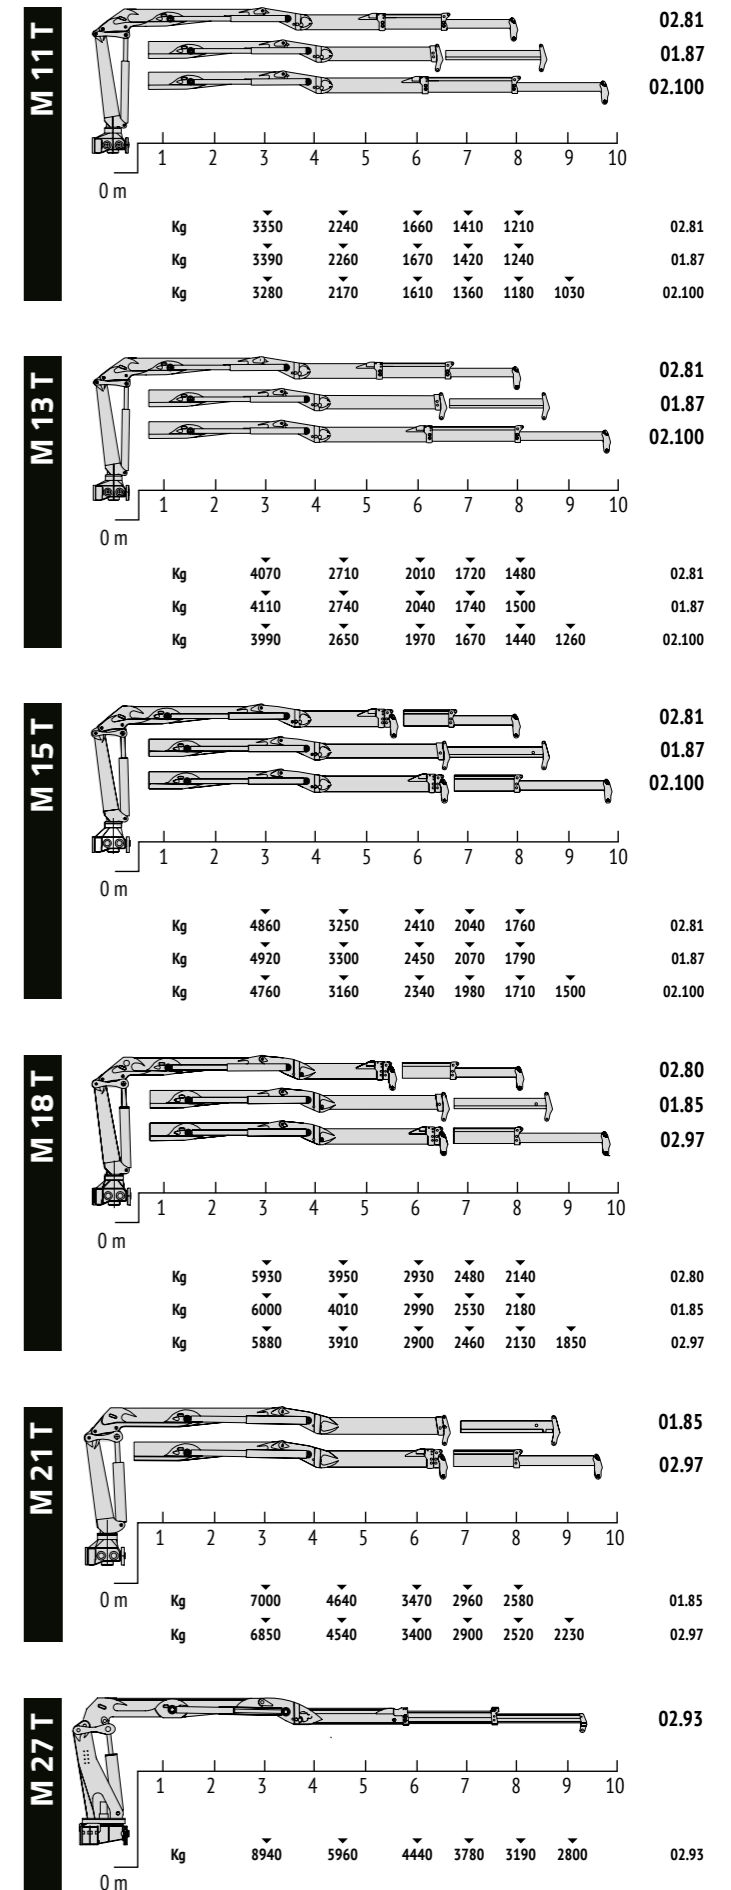 M 11 T
02.81
01.87
02.100
1 2 3 4 5 6 7 8 9 10
0 m
Kg 3350 2240 1660 1410 1210 02.81
Kg 3390 2260 1670 1420 1240 01.87
Kg 3280 2170 1610 1360 1180 1030 02.100
M 13 T
02.81
01.87
02.100
1 2 3 4 5 6 7 8 9 10
0 m
Kg 4070 2710 2010 1720 1480 02.81
Kg 4110 2740 2040 1740 1500 01.87
Kg 3990 2650 1970 1670 1440 1260 02.100
M 15 T
02.81
01.87
02.100
1 2 3 4 5 6 7 8 9 10
0 m
Kg 4860 3250 2410 2040 1760 02.81
Kg 4920 3300 2450 2070 1790 01.87
Kg 4760 3160 2340 1980 1710 1500 02.100
M 18 T
02.80
01.85
02.97
1 2 3 4 5 6 7 8 9 10
0 m
Kg 5930 3950 2930 2480 2140 02.80
Kg 6000 4010 2990 2530 2180 01.85
Kg 5880 3910 2900 2460 2130 1850 02.97
M 21 T
01.85
02.97
1 2 3 4 5 6 7 8 9 10
0 m
Kg 7000 4640 3470 2960 2580 01.85
Kg 6850 4540 3400 2900 2520 2230 02.97
M 27 T
02.93
1 2 3 4 5 6 7 8 9 10
Kg 8940 5960 4440 3780 3190 2800 02.93
0 m